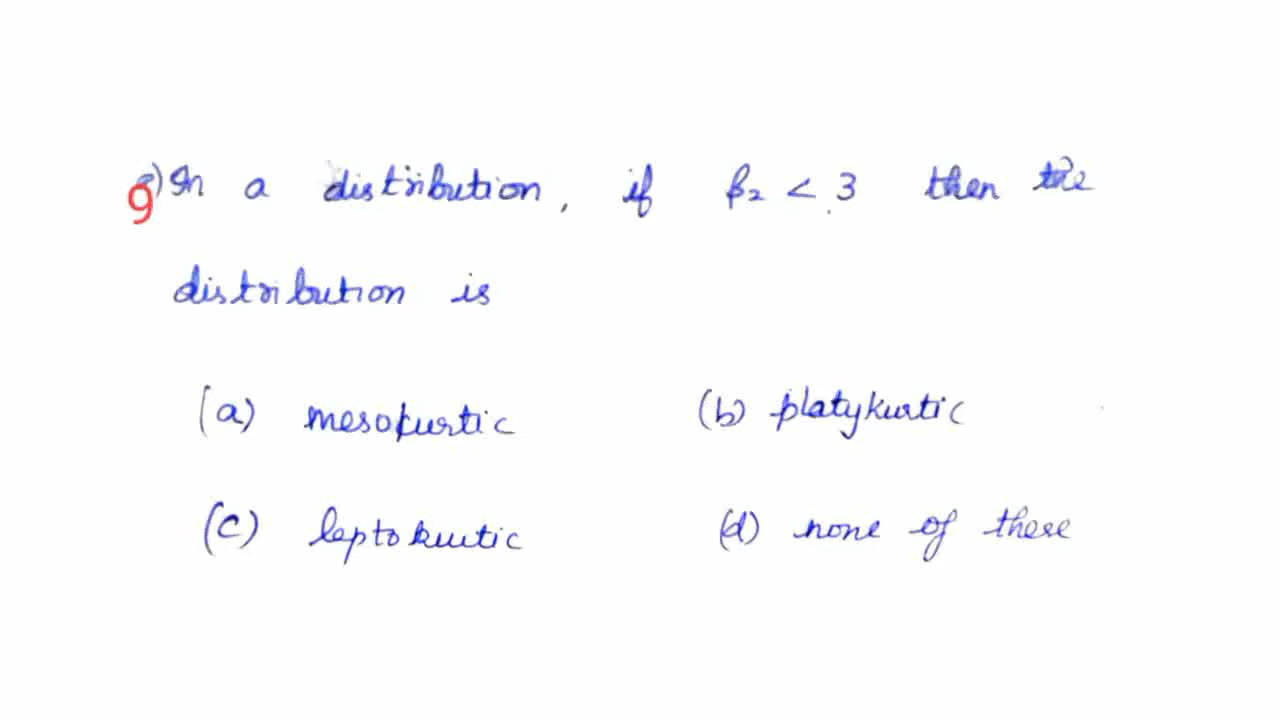 9) In a distribution, if β₂ < 3 then the
distribution is
(a) mesokurtic (b) platykurtic
(c) leptokurtic (d) none of these